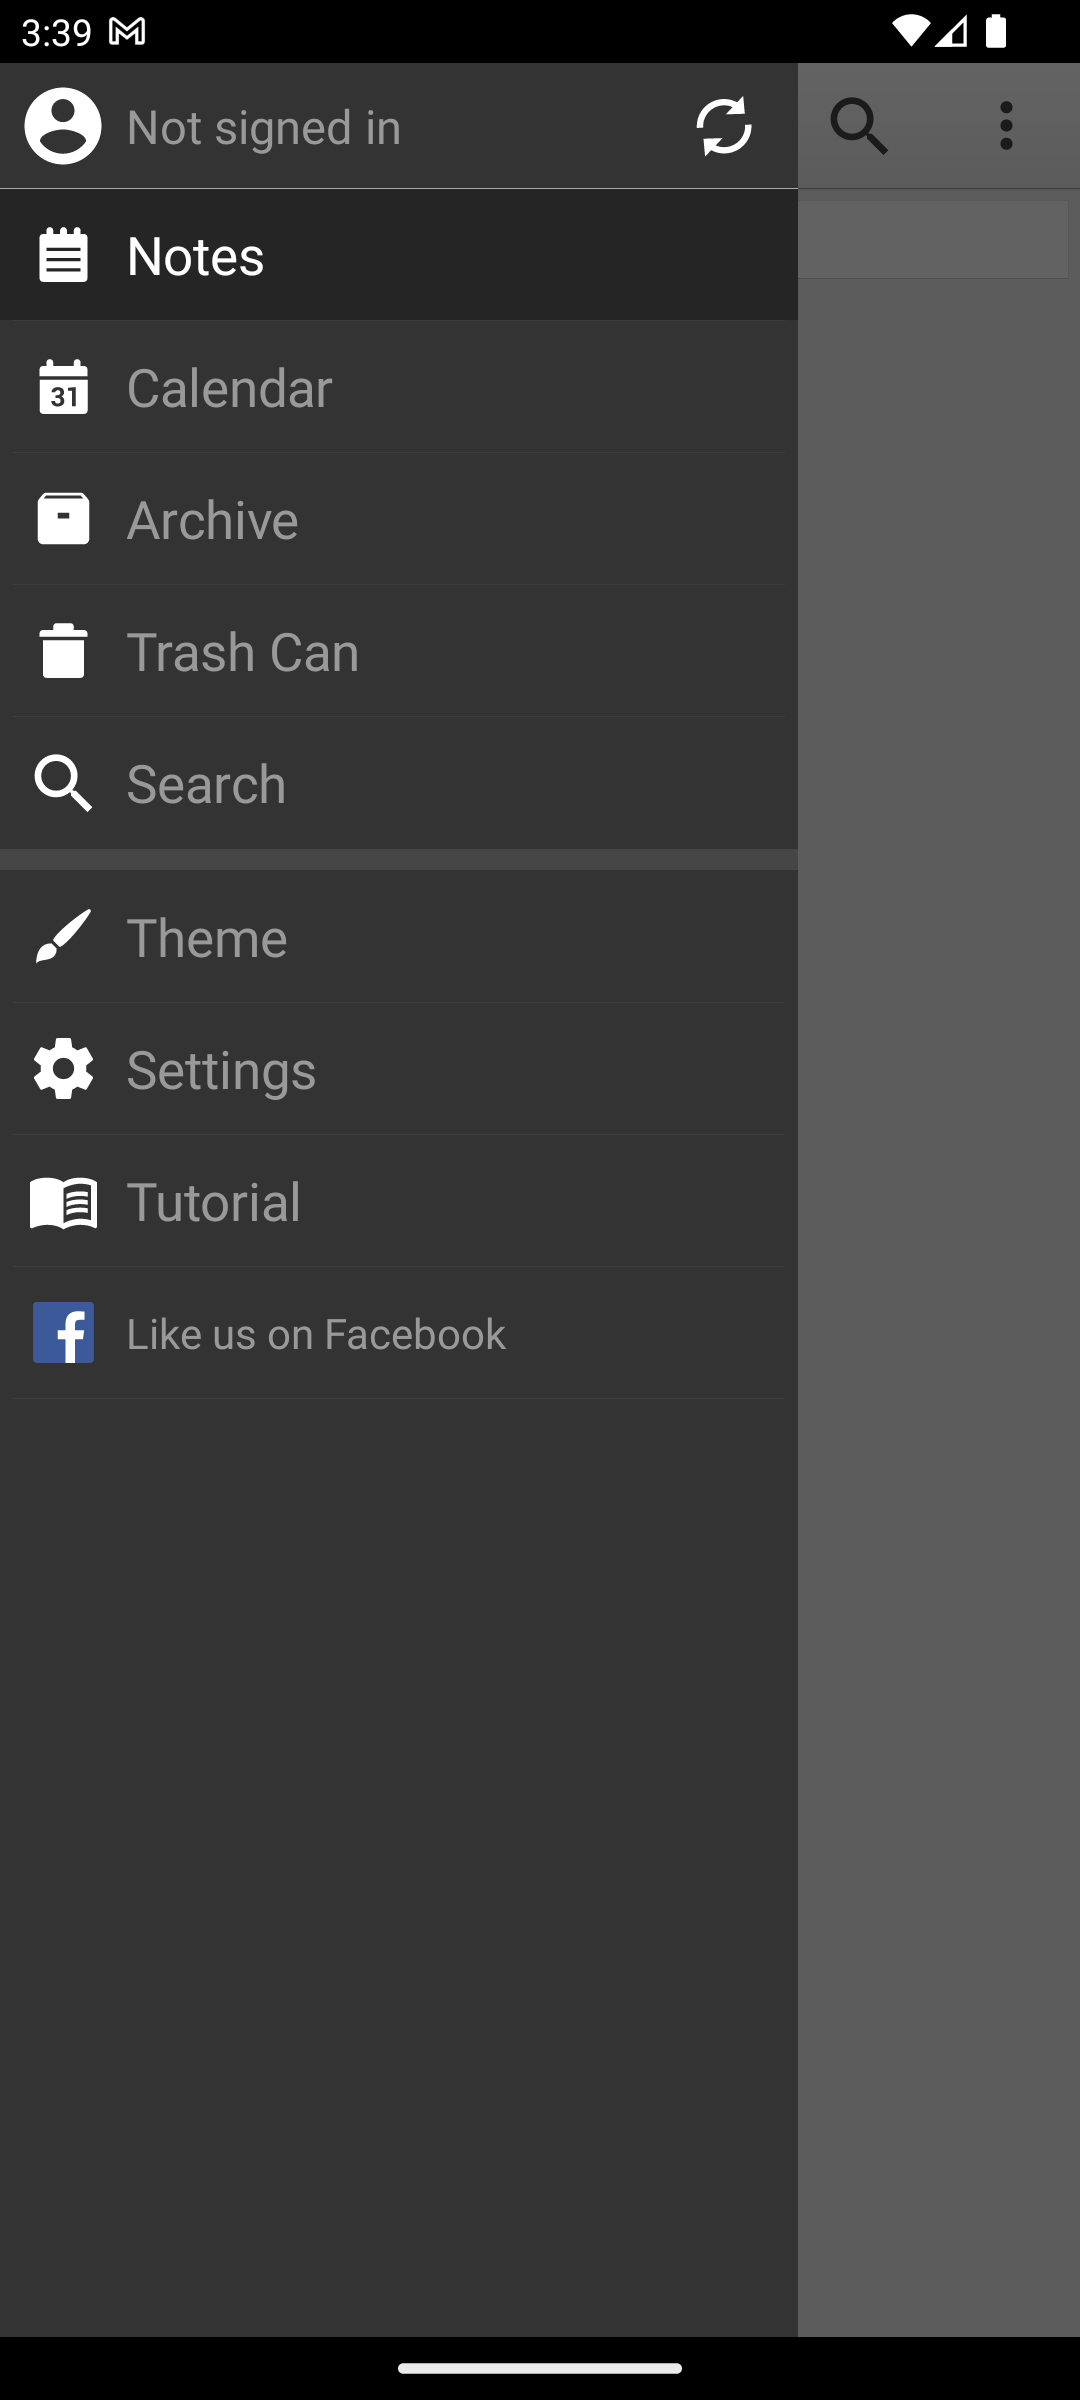 3:39
Not signed in
Notes
31
Calendar
Archive
Trash Can
Search
Theme
Settings
Tutorial
f
Like us on Facebook